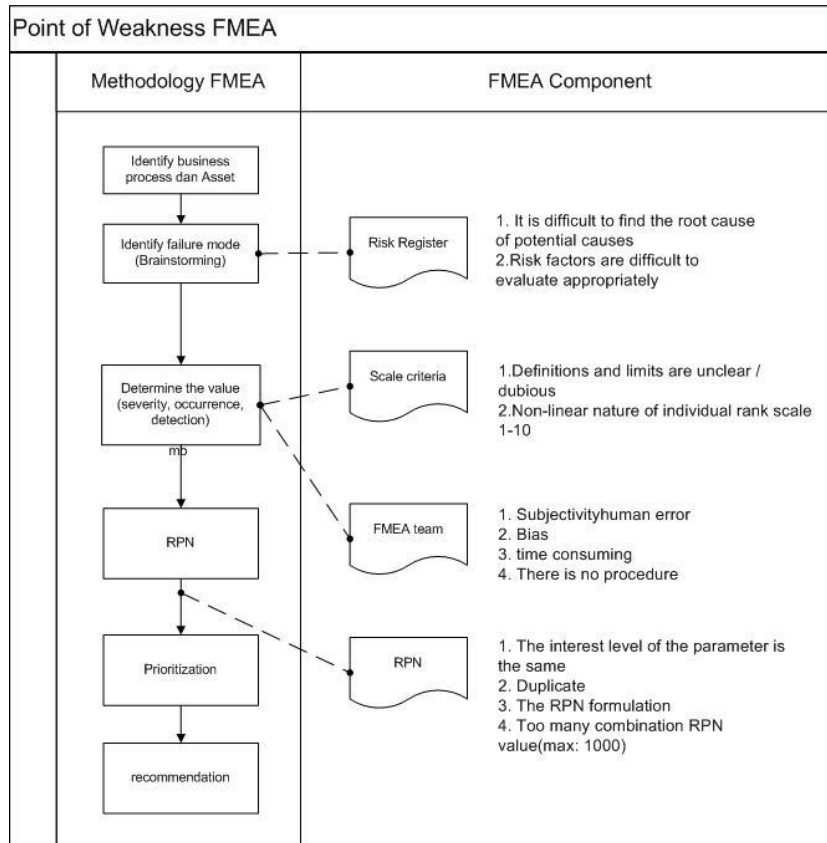 Point of Weakness FMEA
Methodology FMEA
FMEA Component
Identify business
process dan Asset
Identify failure mode
(Brainstorming)
Risk Register
1. It is difficult to find the root cause
of potential causes
2.Risk factors are difficult to
evaluate appropriately
Determine the value
(severity, occurrence,
detection)
mb
Scale criteria
1.Definitions and limits are unclear /
dubious
2.Non-linear nature of individual rank scale
1-10
RPN
FMEA team
1. Subjectivityhuman error
2. Bias
3. time consuming
4. There is no procedure
Prioritization
RPN
1. The interest level of the parameter is
the same
2. Duplicate
3. The RPN formulation
4. Too many combination RPN
value(max: 1000)
recommendation